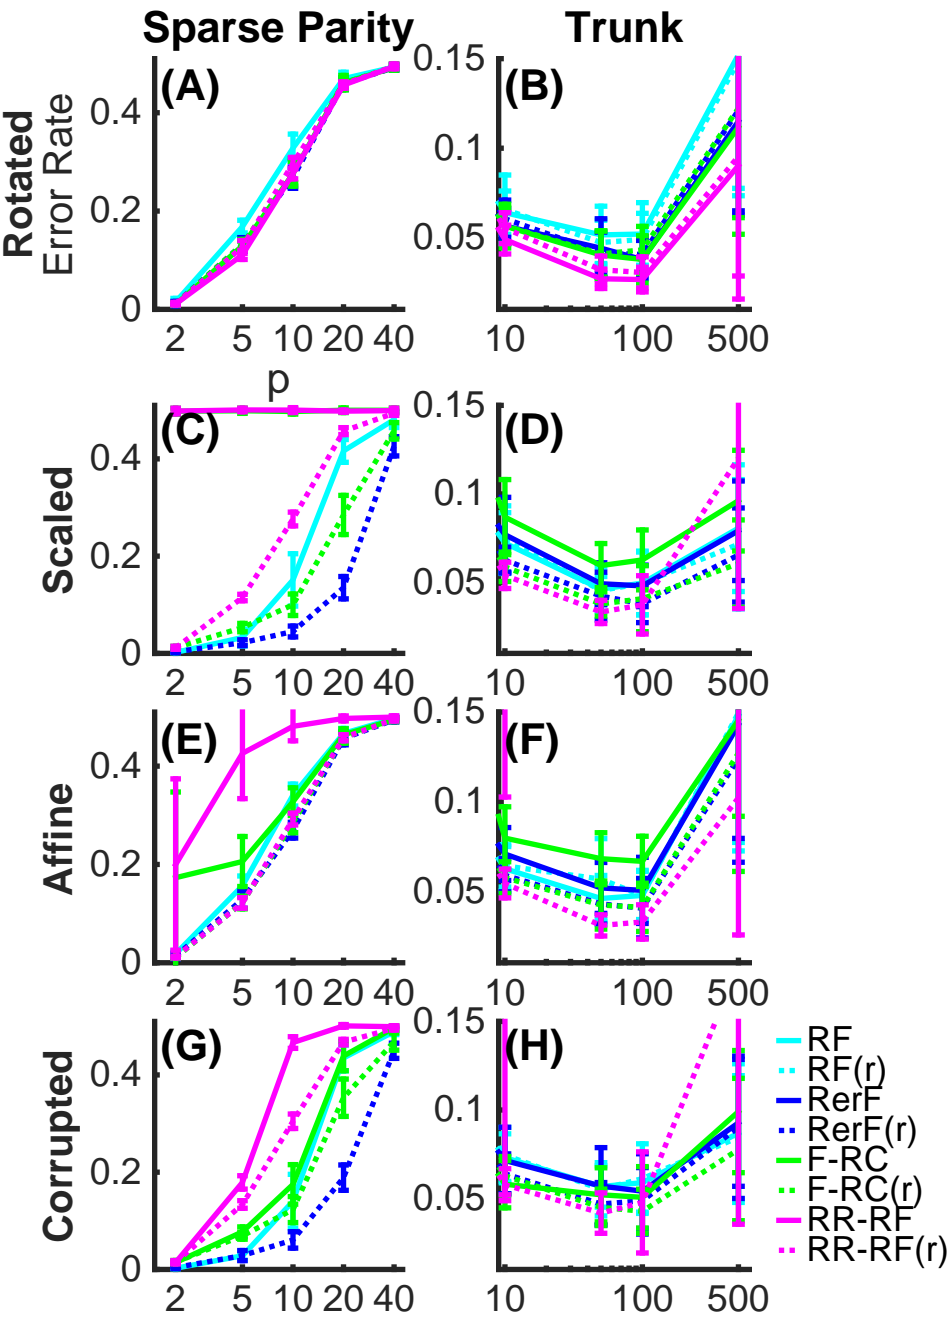 Sparse Parity
Trunk
Rotated
Error Rate
(A)
0.4
0.2
0
2 5 10 20 40
p
(B)
0.15
0.1
0.05
10 100 500
Scaled
(C)
0.4
0.2
0
2 5 10 20 40
(D)
0.15
0.1
0.05
10 100 500
Affine
(E)
0.4
0.2
0
2 5 10 20 40
(F)
0.15
0.1
0.05
10 100 500
Corrupted
(G)
0.4
0.2
0
2 5 10 20 40
(H)
0.15
0.1
0.05
10 100 500
RF
RF(r)
RerF
RerF(r)
F-RC
F-RC(r)
RR-RF
RR-RF(r)